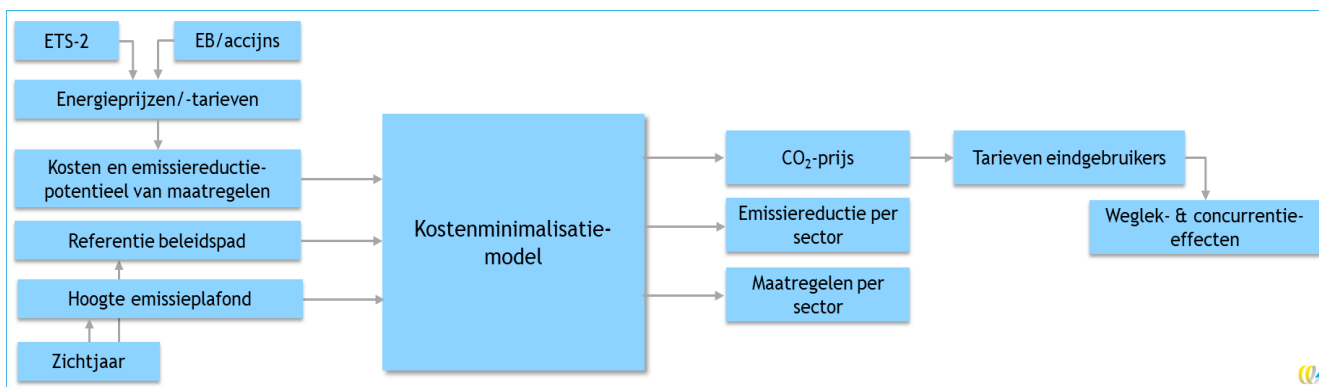 ETS-2
EB/accijns
Energieprijzen/-tarieven
Kosten en emissiereductie-
potentieel van maatregelen
Referentie beleidspad
Hoogte emissieplafond
Zichtjaar
Kostenminimalisatie-
model
CO₂-prijs
Emissiereductie per
sector
Maatregelen per
sector
Tarieven eindgebruikers
Weglek- & concurrentie-
effecten